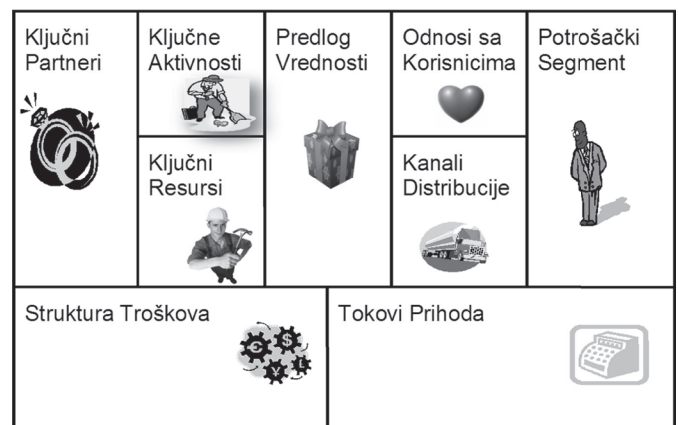 Ključni
Partneri
Ključne
Aktivnosti
Ključni
Resursi
Predlog
Vrednosti
Odnosi sa
Korisnicima
Kanali
Distribucije
Potrošački
Segment
Struktura Troškova
€
$
¥
£
Tokovi Prihoda